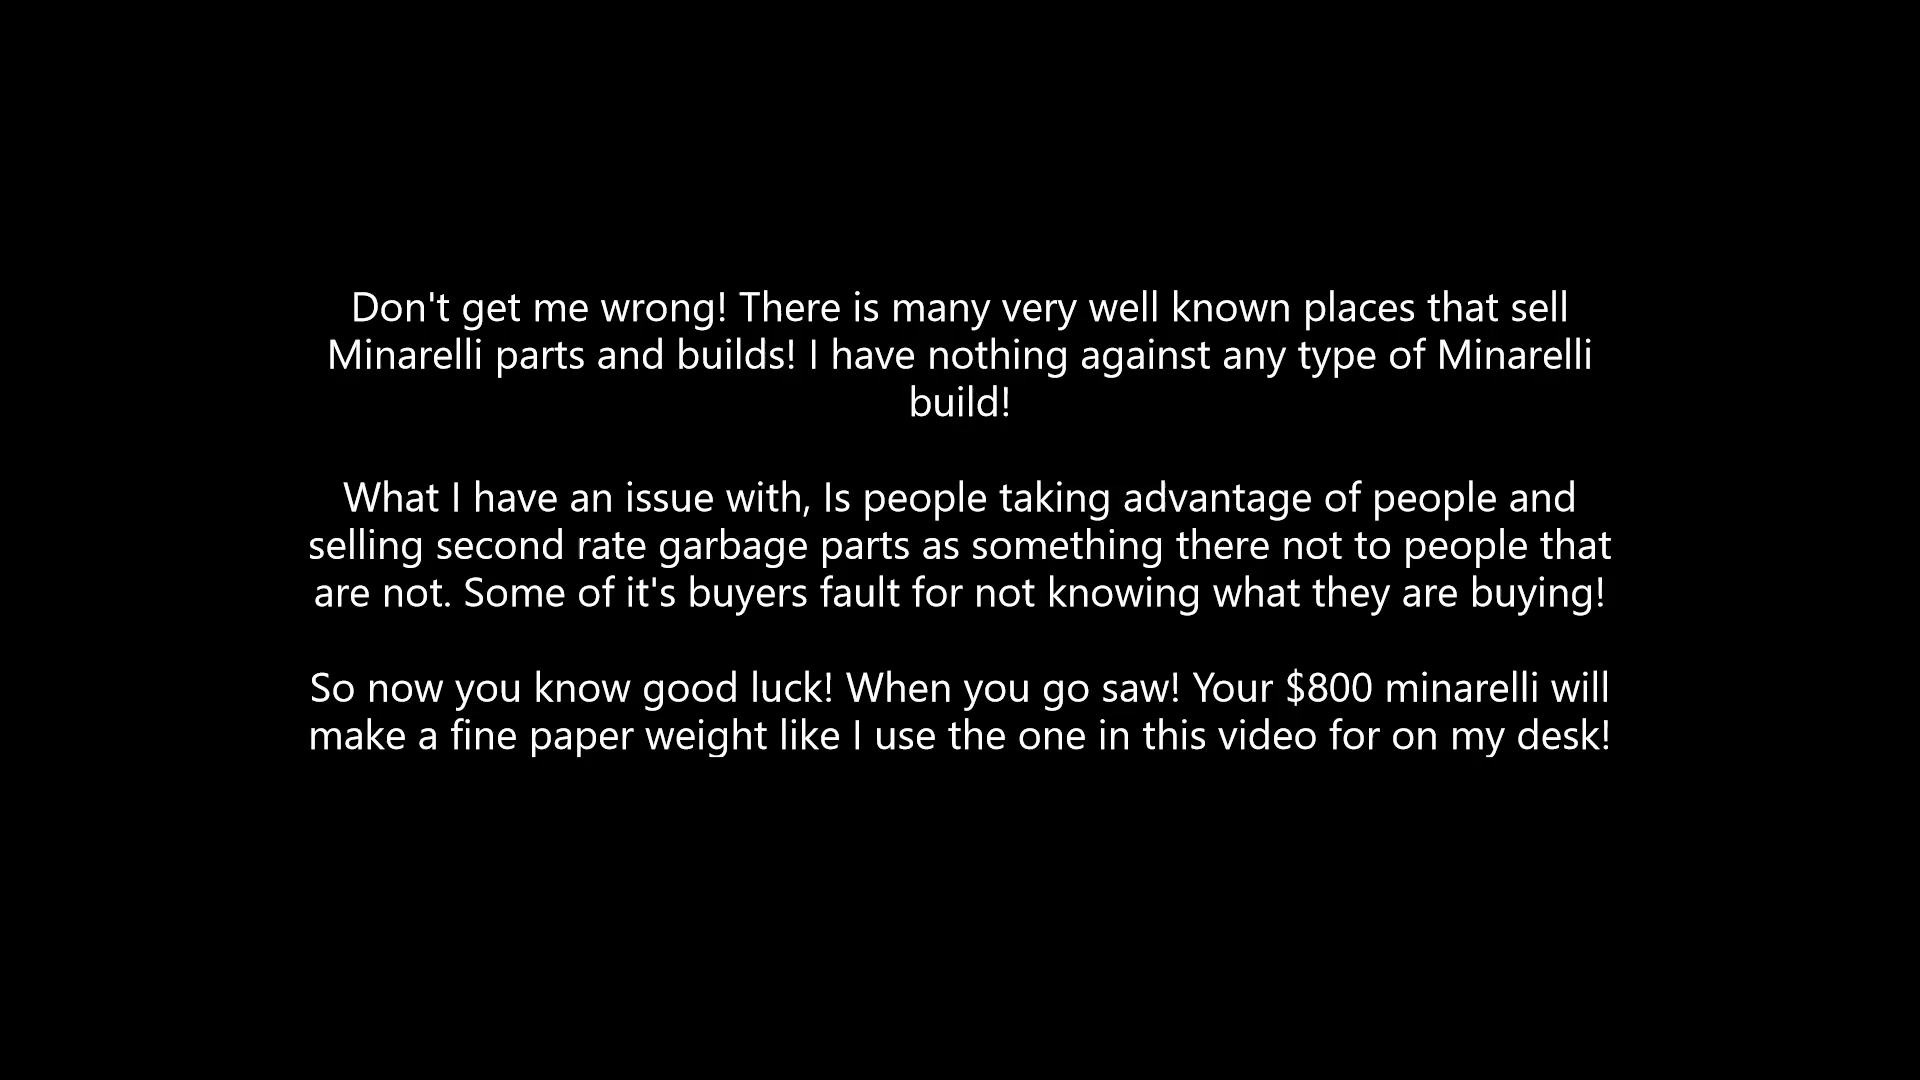 Don't get me wrong! There is many very well known places that sell
Minarelli parts and builds! I have nothing against any type of Minarelli
build!
What I have an issue with, Is people taking advantage of people and
selling second rate garbage parts as something there not to people that
are not. Some of it's buyers fault for not knowing what they are buying!
So now you know good luck! When you go saw! Your $800 minarelli will
make a fine paper weight like I use the one in this video for on my desk!